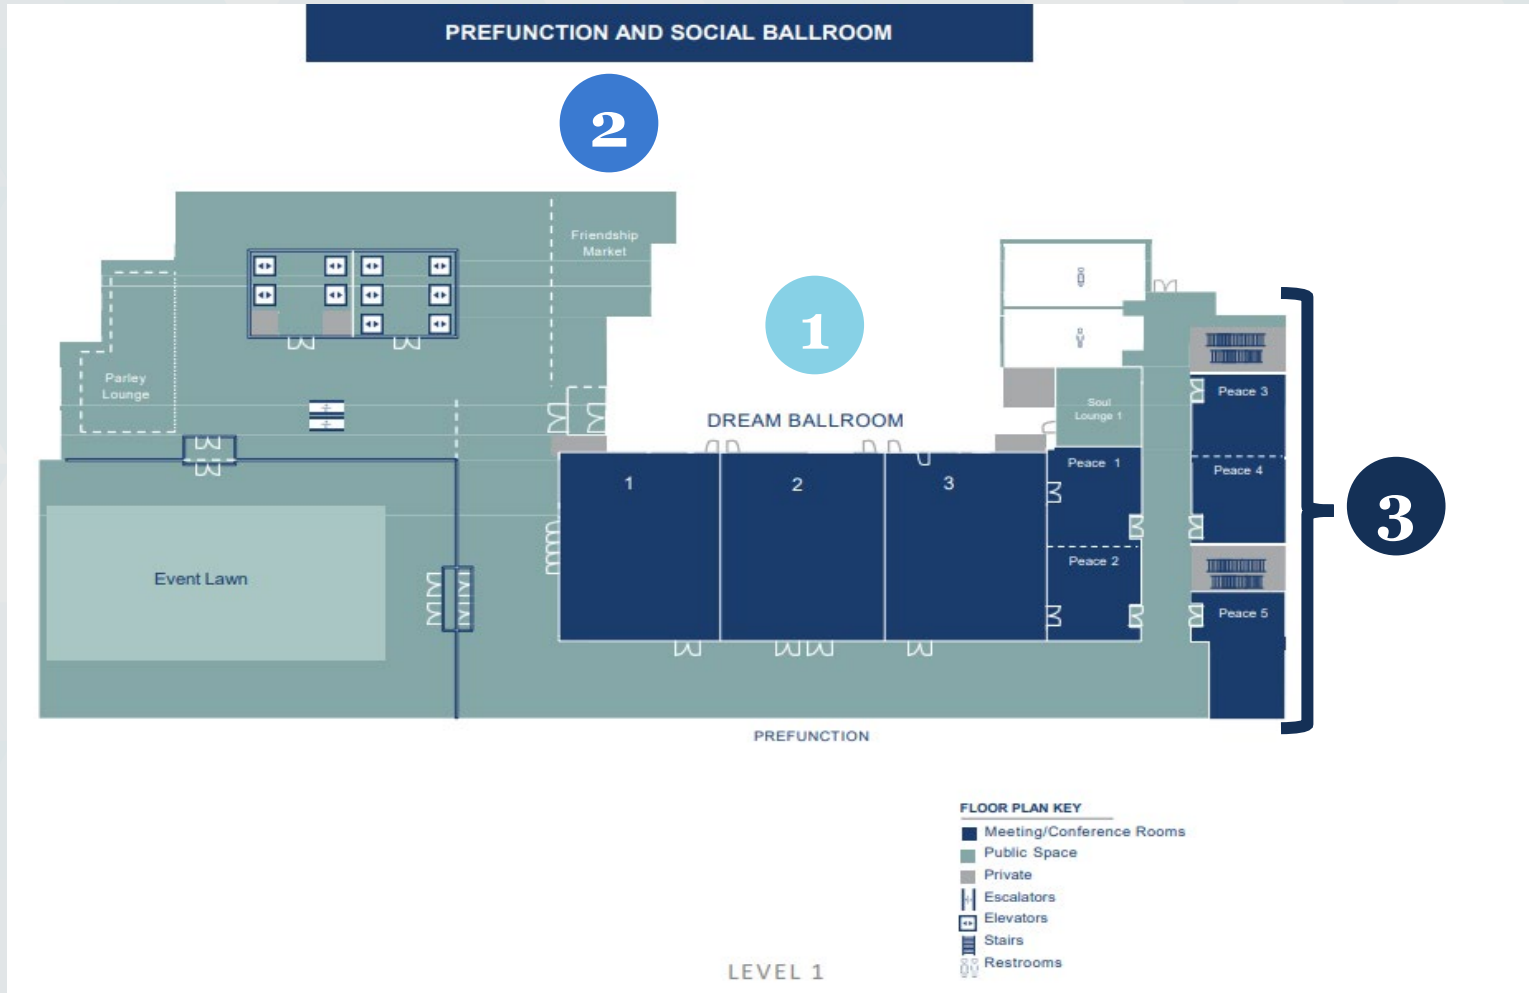 PREFUNCTION AND SOCIAL BALLROOM
2
Friendship
Market
1
Parley
Lounge
DREAM BALLROOM
Soul
Lounge 1
Peace 3
Peace 1
Peace 4
1
2
3
3
Peace 2
Event Lawn
Peace 5
PREFUNCTION
FLOOR PLAN KEY
Meeting/Conference Rooms
Public Space
Private
Escalators
Elevators
Stairs
Restrooms
LEVEL 1